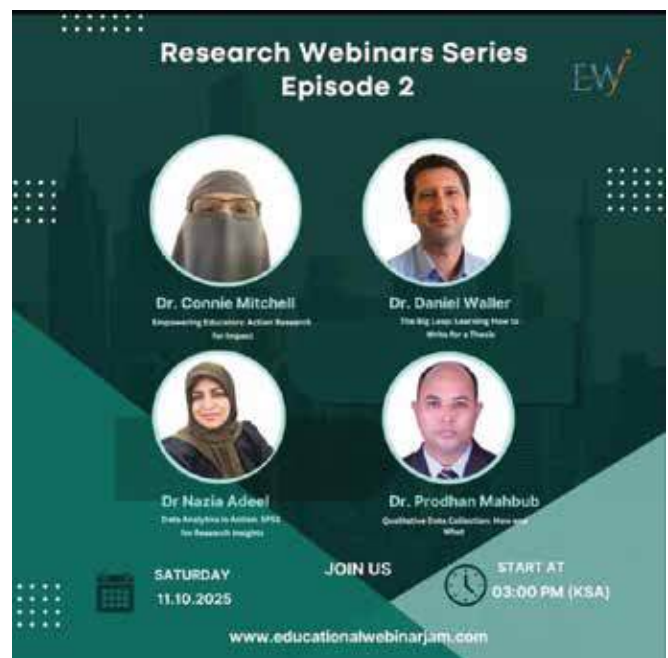 Research Webinars Series
Episode 2
EWj
Dr. Connie Mitchell
Empowering Educators: Action Research
for Impact
Dr. Daniel Waller
The Big Leap: Learning How to
Write for a Thesis
Dr Nazia Adeel
Data Analytics in Action: SPSS
for Research Insights
Dr. Prodhan Mahbub
Qualitative Data Collection: How and
What
SATURDAY
11.10.2025
JOIN US
START AT
03:00 PM (KSA)
www.educationalwebinarjam.com